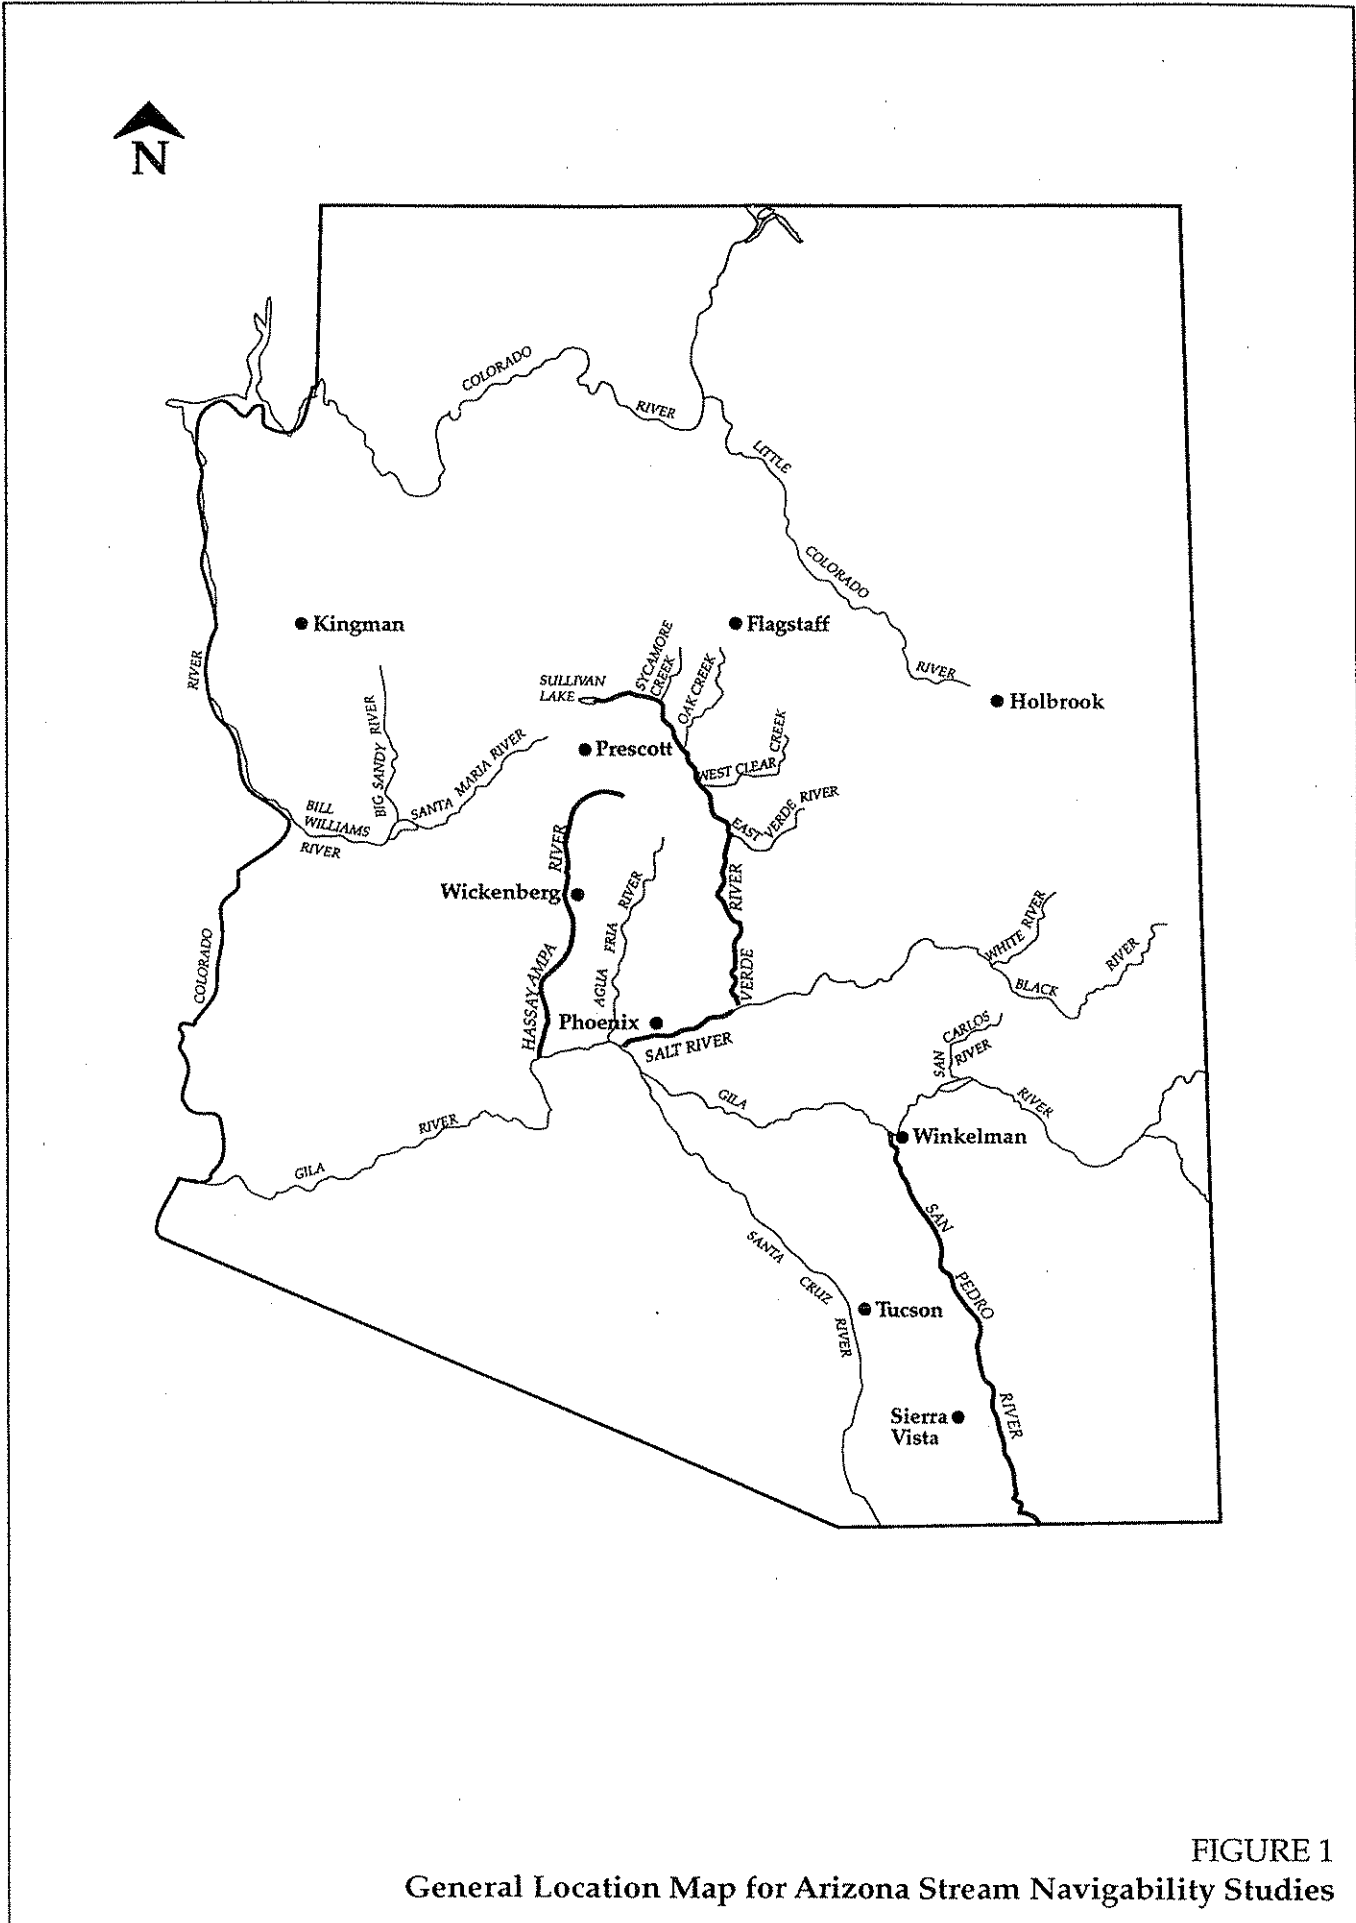 N
COLORADO
RIVER
LITTLE
COLORADO
RIVER
Kingman
Flagstaff
Holbrook
RIVER
SYCAMORE
CREEK
OAK CREEK
SULLIVAN
LAKE
Prescott
WEST CLEAR CREEK
BIG SANDY RIVER
SANTA MARIA RIVER
BILL
WILLIAMS
RIVER
EAST VERDE RIVER
RIVER
VERDE
Wickenberg
RIVER
HASSAYAMPA
AGUA FRIA RIVER
WHITE RIVER
BLACK RIVER
COLORADO
Phoenix
SALT RIVER
SAN CARLOS
RIVER
GILA
RIVER
Winkelman
RIVER
GILA
SAN PEDRO RIVER
SANTA CRUZ RIVER
Tucson
Sierra
Vista
FIGURE 1
General Location Map for Arizona Stream Navigability Studies